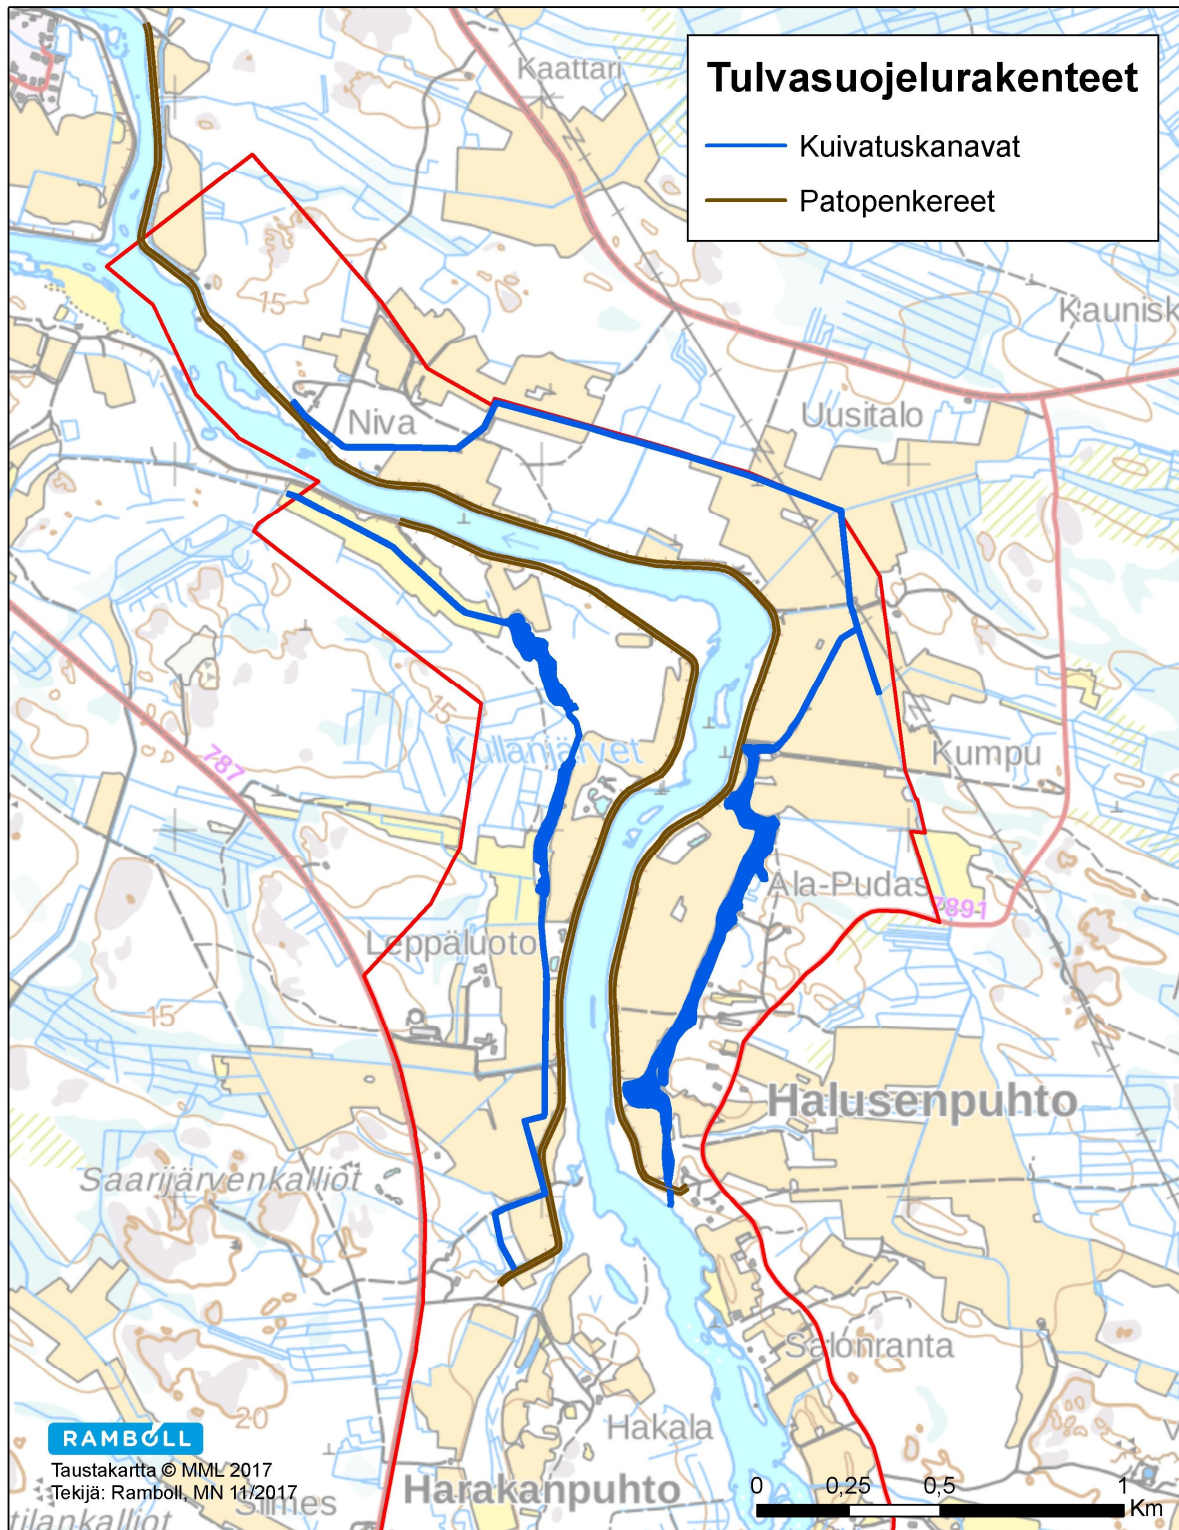 Kaattari
Tulvasuojelurakenteet
Kuivatuskanavat
Patopenkereet
15
Kaunisk
Niva
Uusitalo
15
787
Kullanjärvet
Kumpu
Ala-Pudas
7891
Leppäluoto
15
Halusenpuhto
Saarijärvenkalliot
Salonranta
20
Hakala
RAMBOLL
Taustakartta © MML 2017
Tekijä: Ramboll, MN 11/2017
Harakanpuhto
Siimes
tilankalliot
0 0,25 0,5 1
Km